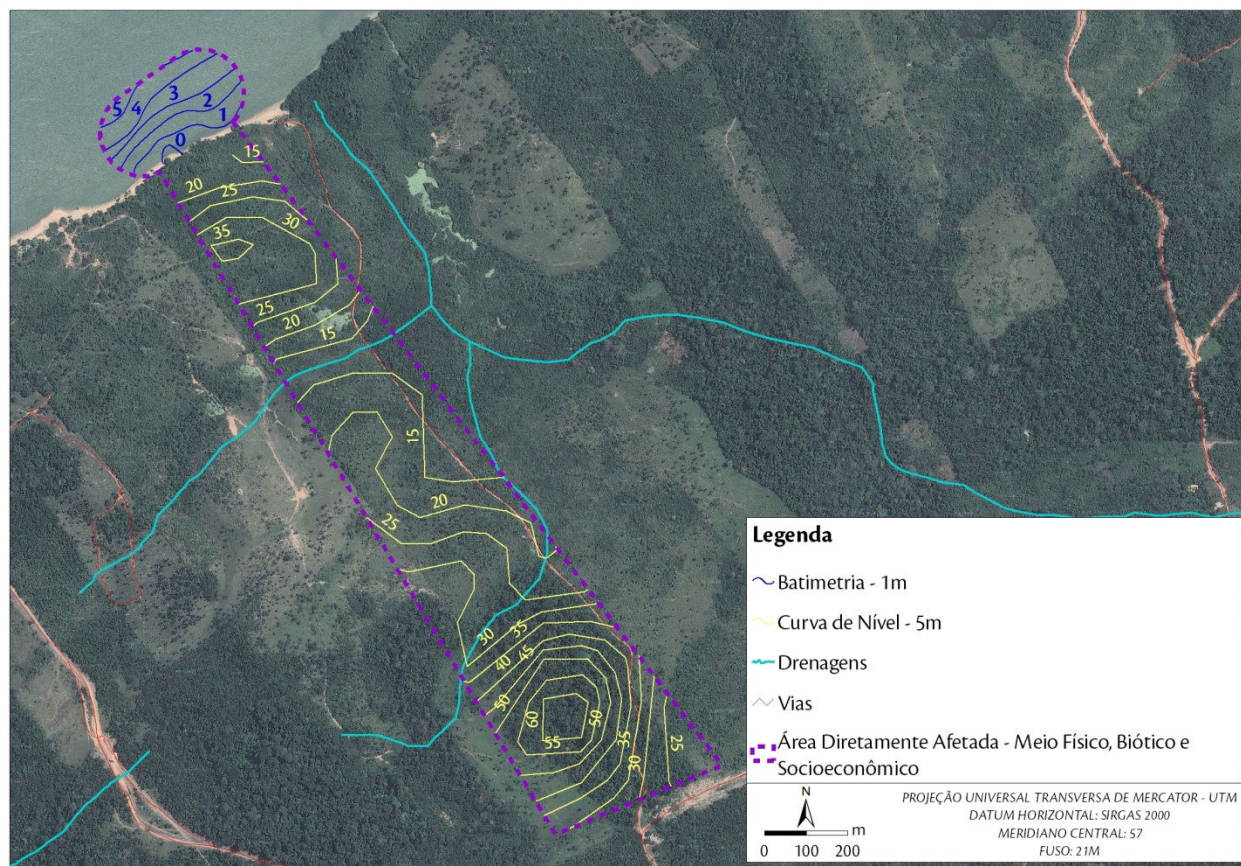 5
4
3
2
1
0
15
20
25
30
35
25
20
15
15
20
25
30
35
40
45
50
60
50
55
35
30
25
Legenda
Batimetria - 1m
Curva de Nível - 5m
Drenagens
Vias
Área Diretamente Afetada - Meio Físico, Biótico e
Socioeconômico
N
m
0 100 200
PROJEÇÃO UNIVERSAL TRANSVERSA DE MERCATOR - UTM
DATUM HORIZONTAL: SIRGAS 2000
MERIDIANO CENTRAL: 57
FUSO: 21M